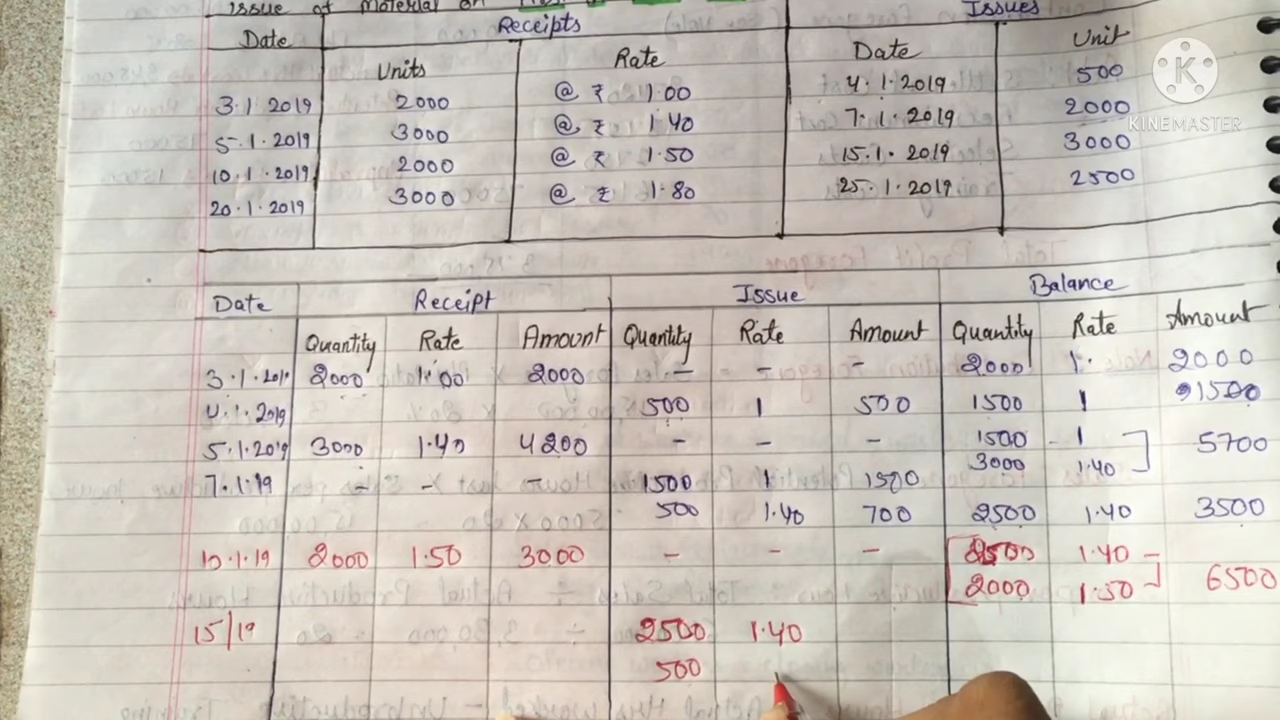 Issue of Material on
Receipts Issues
Date Units Rate Date Unit
3.1.2019 2000 @ ₹ 1.00 4.1.2019 500
5.1.2019 3000 @ ₹ 1.40 7.1.2019 2000
10.1.2019 2000 @ ₹ 1.50 15.1.2019 3000
20.1.2019 3000 @ ₹ 1.80 25.1.2019 2500
KINEMASTER
Date Receipt Issue Balance
Quantity Rate Amount Quantity Rate Amount Quantity Rate Amount
3.1.2019 2000 1.00 2000 - - - 2000 1. 2000
4.1.2019 500 1 500 1500 1 1500
5.1.2019 3000 1.40 4200 - - - 1500 - 1 5700
3000 1.40
7.1.19 - - - 1500 1 1500
500 1.40 700 2500 1.40 3500
10.1.19 2000 1.50 3000 - - - 2500 1.40
2000 1.50 6500
15/19 2500 1.40
500